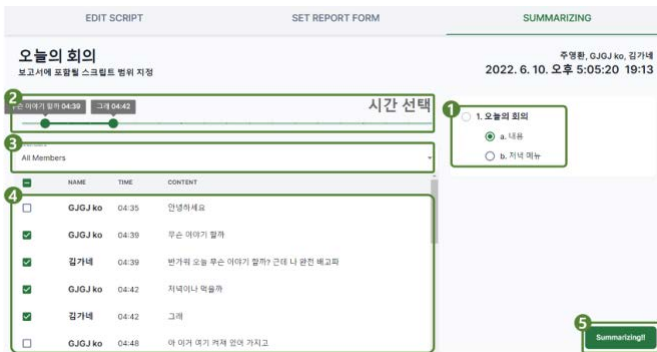 EDIT SCRIPT
SET REPORT FORM
SUMMARIZING
오늘의 회의
보고서에 포함될 스크립트 범위 지정
주영환, GJGJ ko, 김가네
2022. 6. 10. 오후 5:05:20 19:13
2
이야기 할까 04:39
그래 04:42
시간 선택
1
1. 오늘의 회의
a. 내용
b. 저녁 메뉴
3
All Members
NAME TIME CONTENT
4
GJGJ ko 04:35 안녕하세요
GJGJ ko 04:39 무슨 이야기 할까
김가네 04:39 반가워 오늘 무슨 이야기 할까? 근데 나 완전 배고파
GJGJ ko 04:42 저녁이나 먹을까
김가네 04:42 그래
GJGJ ko 04:48 아 이거 여기 켜져 있어 가지고
5
Summarizing!!